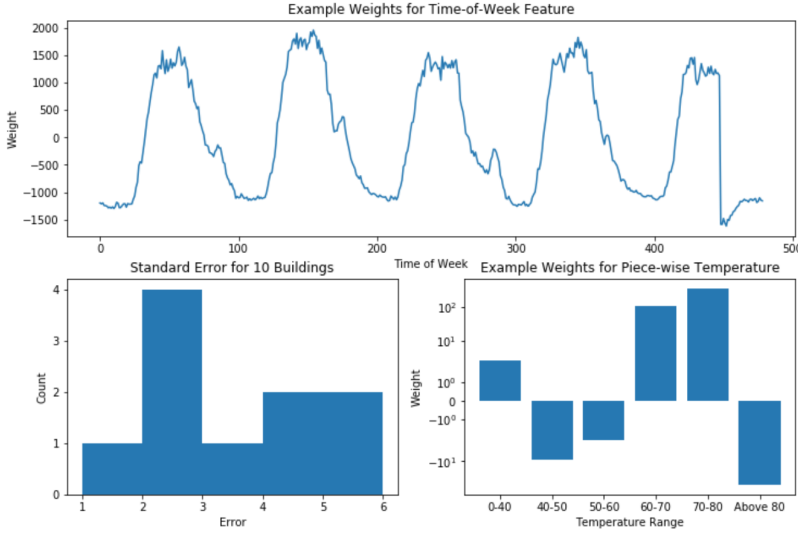 Example Weights for Time-of-Week Feature
Weight
2000
1500
1000
500
0
−500
−1000
−1500
0 100 200 300 400 500
Time of Week
Standard Error for 10 Buildings
Count
4
3
2
1
0
1 2 3 4 5 6
Error
Example Weights for Piece-wise Temperature
Weight
10²
10¹
10⁰
0
−10⁰
−10¹
0-40 40-50 50-60 60-70 70-80 Above 80
Temperature Range